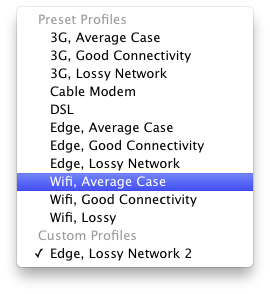 Preset Profiles
3G, Average Case
3G, Good Connectivity
3G, Lossy Network
Cable Modem
DSL
Edge, Average Case
Edge, Good Connectivity
Edge, Lossy Network
Wifi, Average Case
Wifi, Good Connectivity
Wifi, Lossy
Custom Profiles
✓ Edge, Lossy Network 2